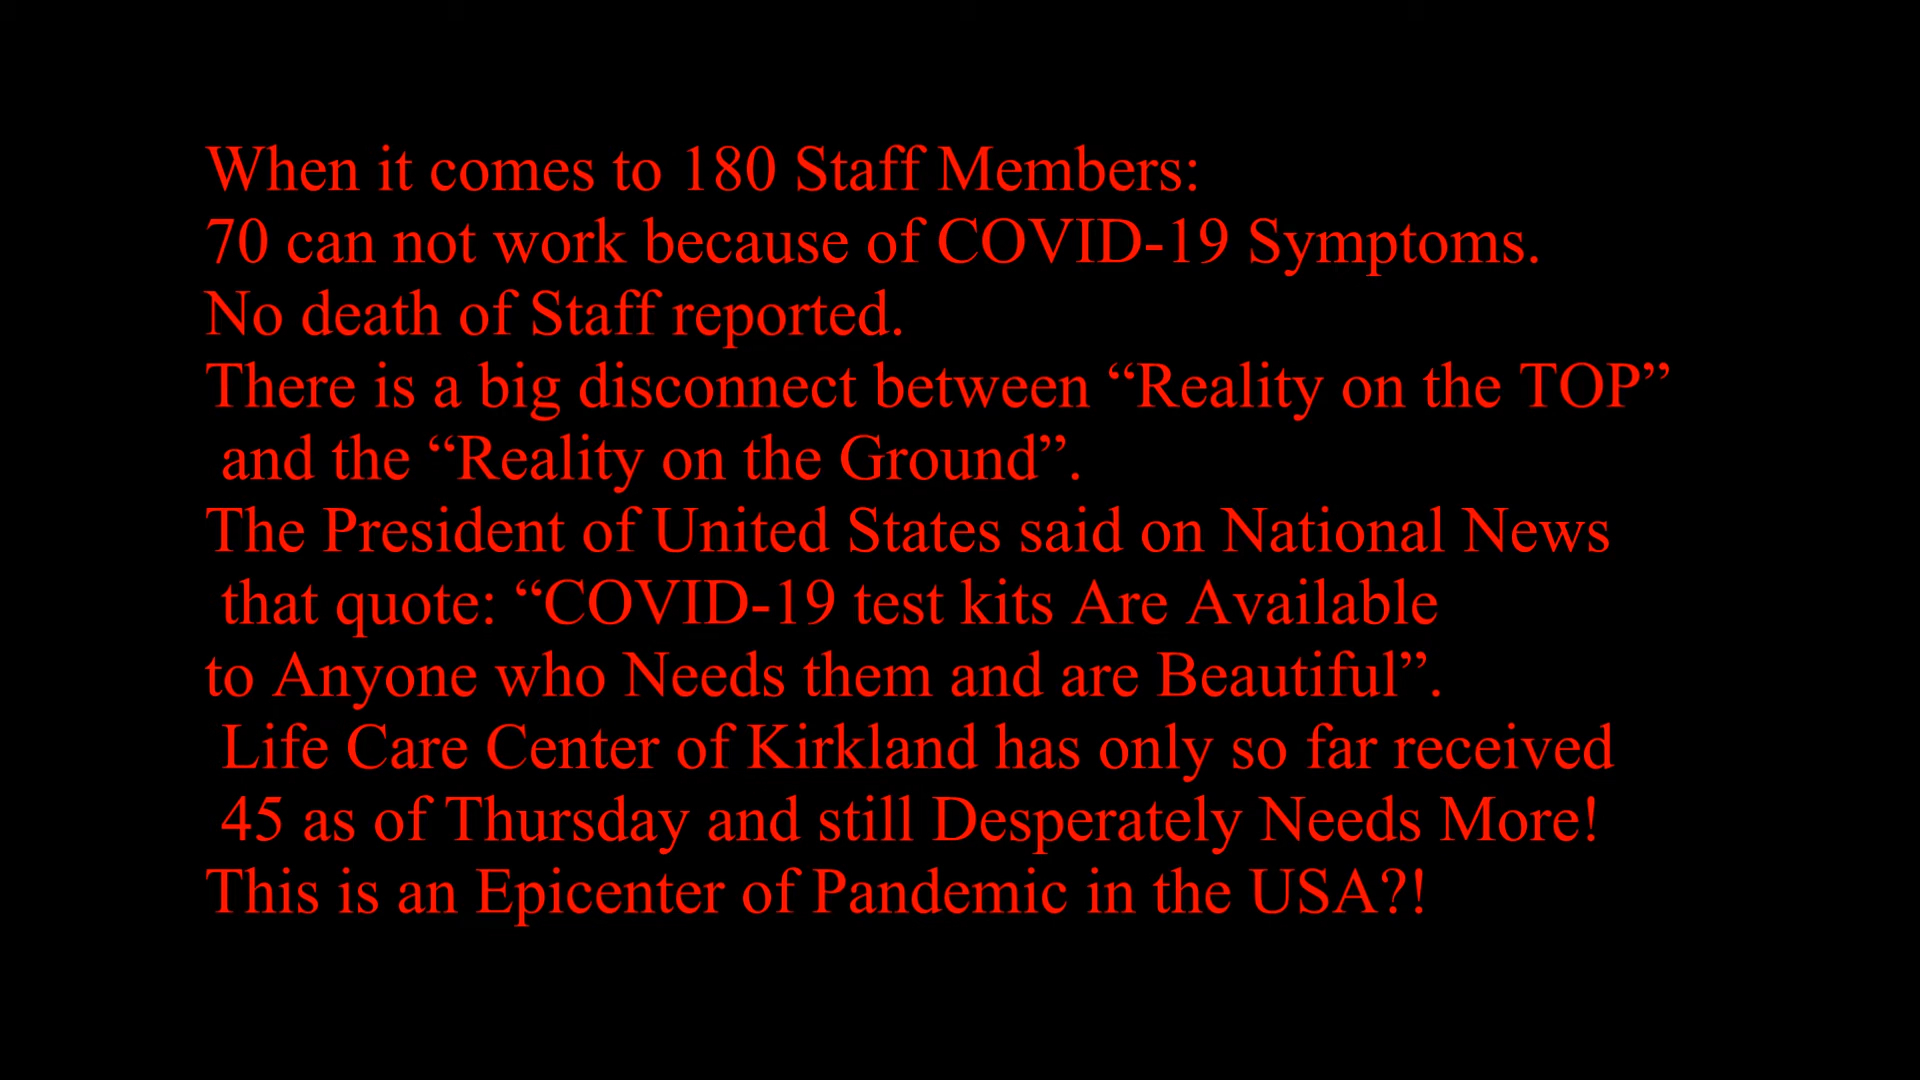 When it comes to 180 Staff Members:
70 can not work because of COVID-19 Symptoms.
No death of Staff reported.
There is a big disconnect between “Reality on the TOP”
and the “Reality on the Ground”.
The President of United States said on National News
that quote: “COVID-19 test kits Are Available
to Anyone who Needs them and are Beautiful”.
Life Care Center of Kirkland has only so far received
45 as of Thursday and still Desperately Needs More!
This is an Epicenter of Pandemic in the USA?!